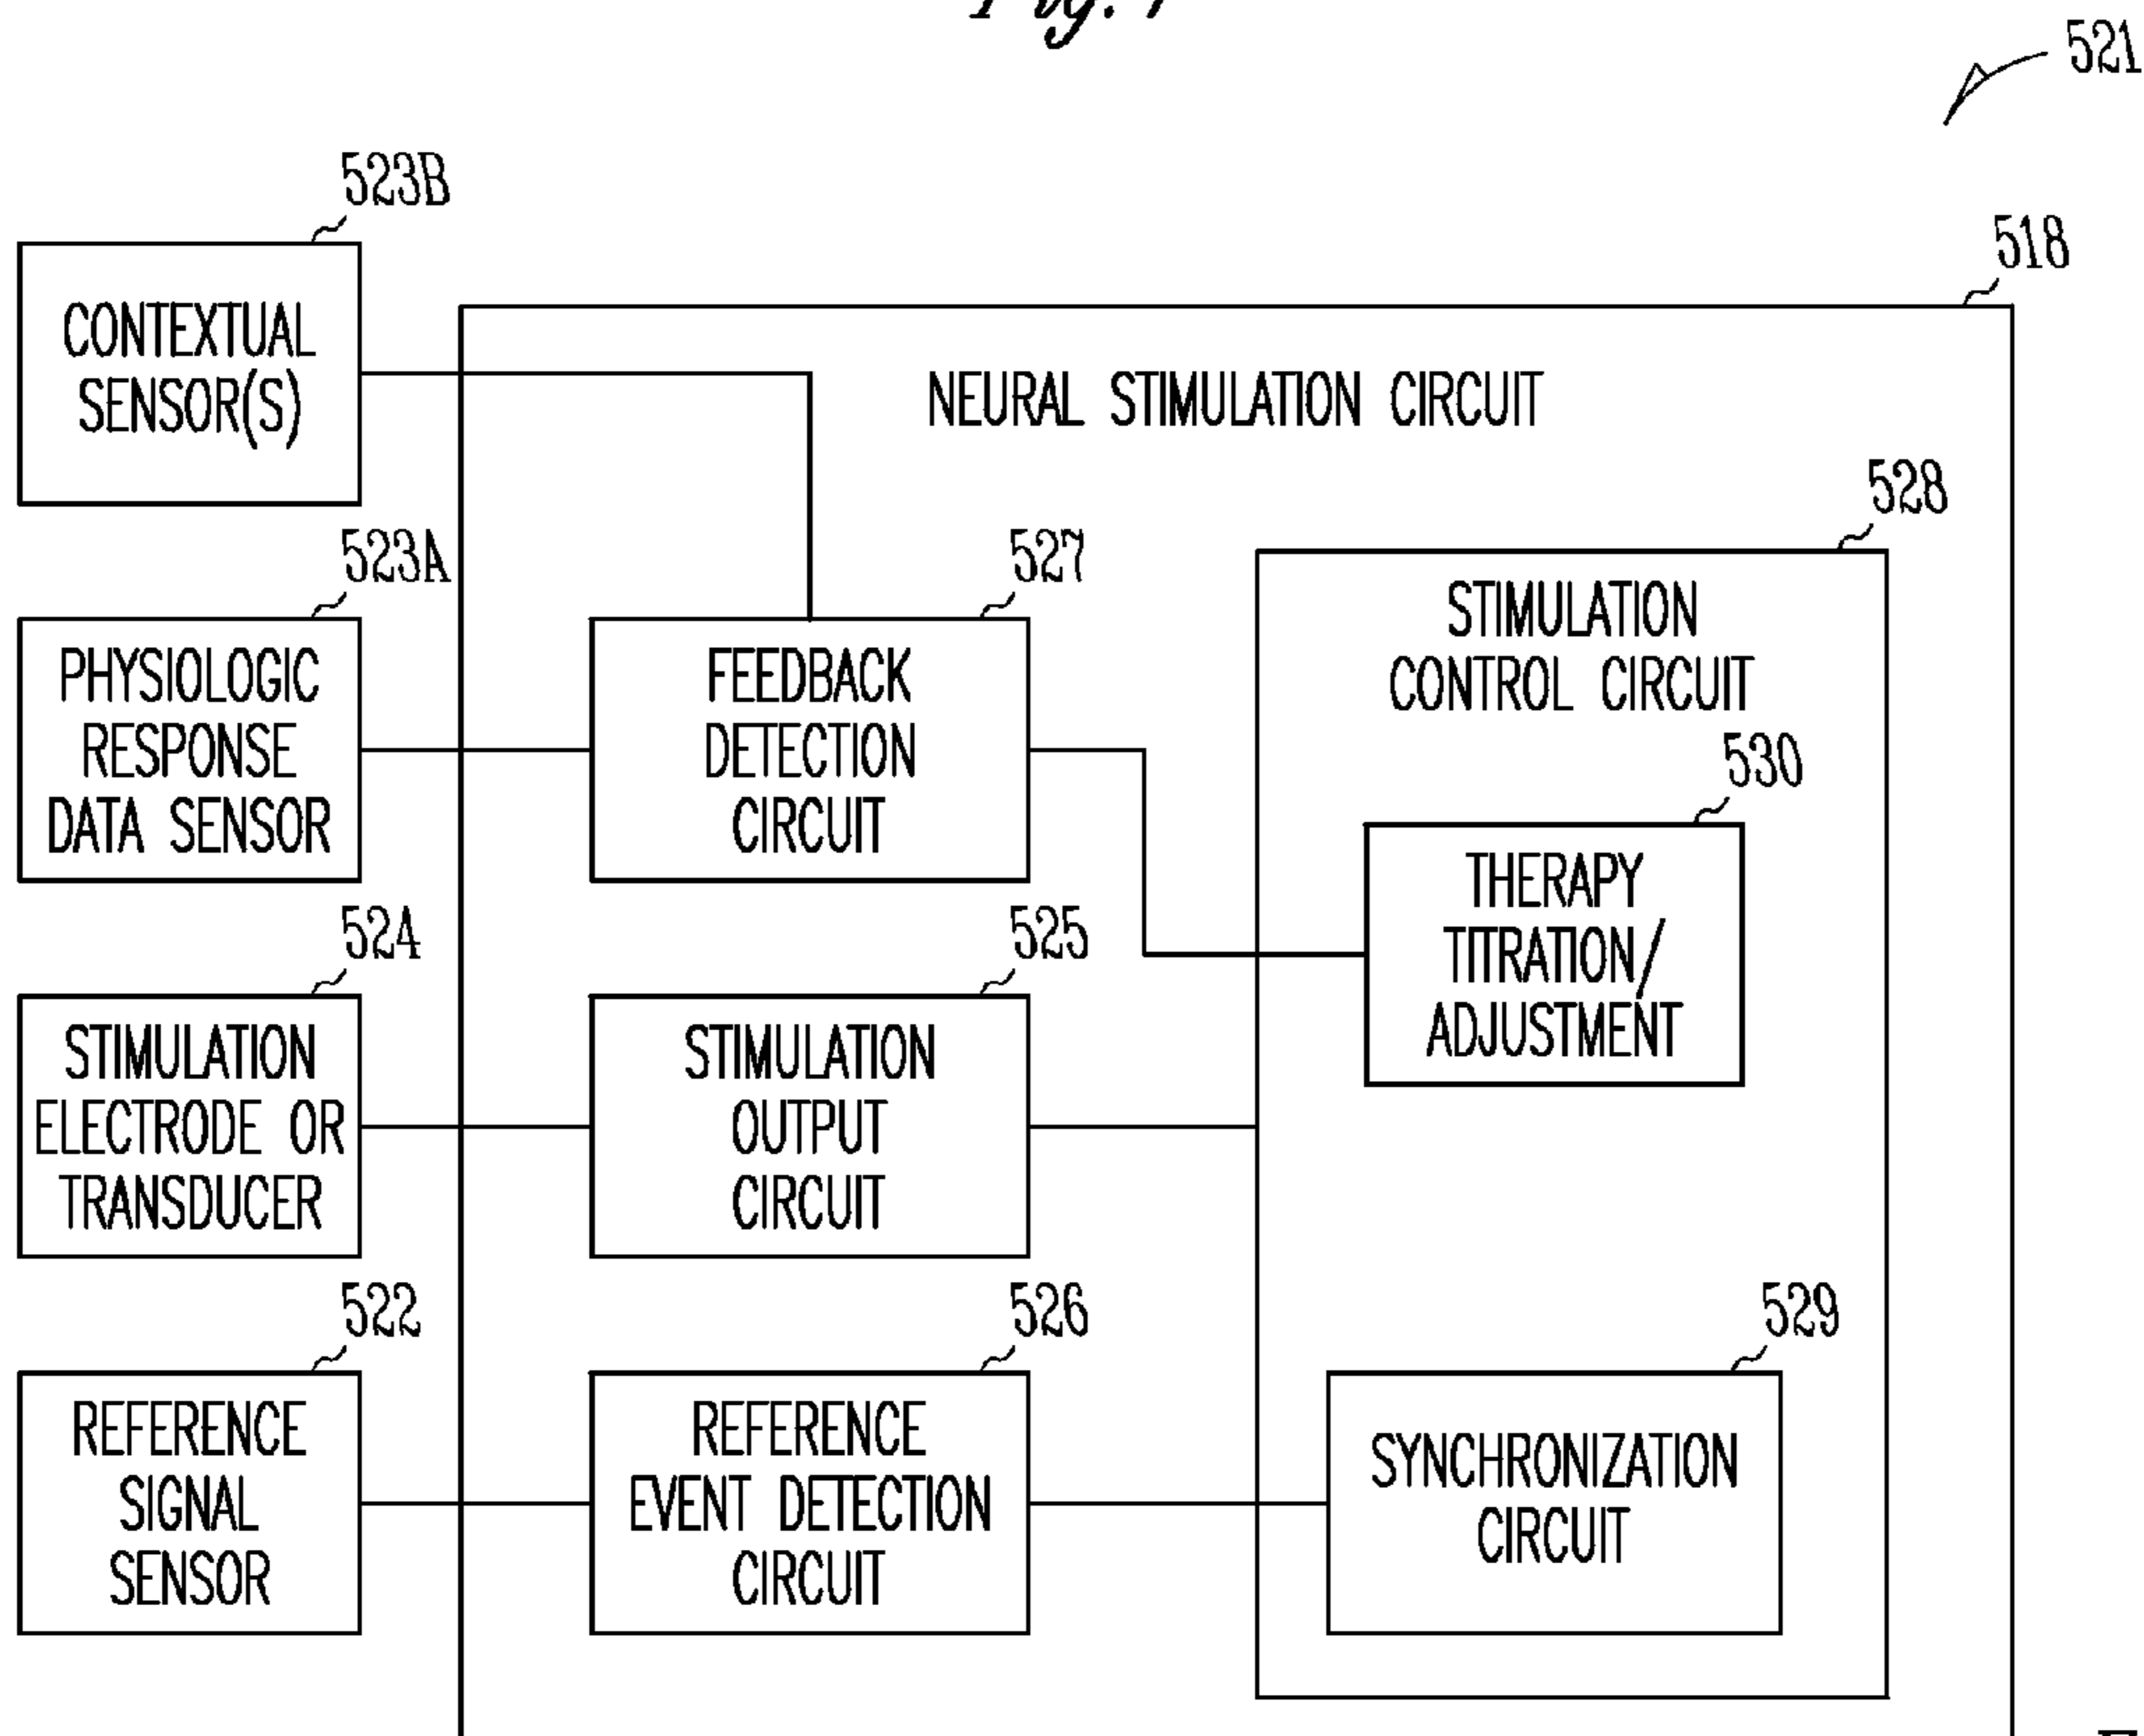 521
523B
518
CONTEXTUAL
SENSOR(S)
NEURAL STIMULATION CIRCUIT
528
523A
527
STIMULATION
CONTROL CIRCUIT
PHYSIOLOGIC
RESPONSE
DATA SENSOR
FEEDBACK
DETECTION
CIRCUIT
530
THERAPY
TITRATION/
ADJUSTMENT
524
525
STIMULATION
ELECTRODE OR
TRANSDUCER
STIMULATION
OUTPUT
CIRCUIT
522
526
529
REFERENCE
SIGNAL
SENSOR
REFERENCE
EVENT DETECTION
CIRCUIT
SYNCHRONIZATION
CIRCUIT